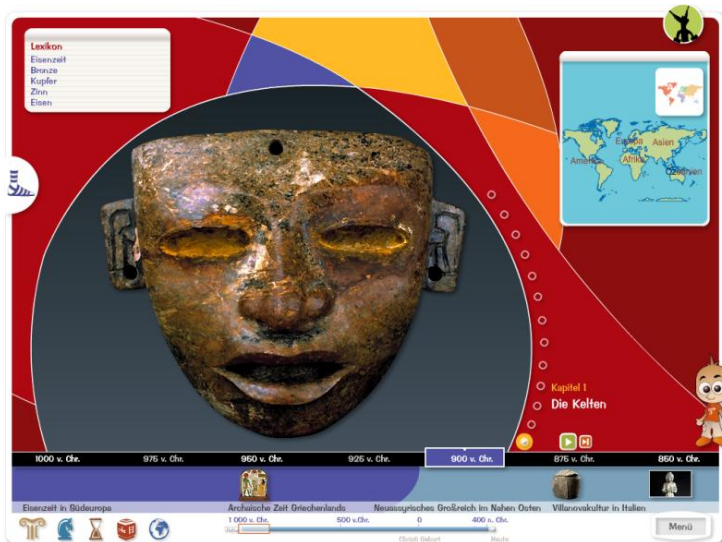 Lexikon
Eisenzeit
Bronze
Kupfer
Zinn
Eisen
Europa
Asien
Amerika
Afrika
Ozeanien
Kapitel 1
Die Kelten
1000 v. Chr.
975 v. Chr.
950 v. Chr.
925 v. Chr.
900 v. Chr.
875 v. Chr.
850 v. Chr.
Eisenzeit in Südeuropa
Archaische Zeit Griechenlands
Neuassyrisches Großreich im Nahen Osten
Villanovakultur in Italien
1 000 v. Chr.
500 v.Chr.
0
400 n. Chr.
Christi Geburt
Heute
Menü